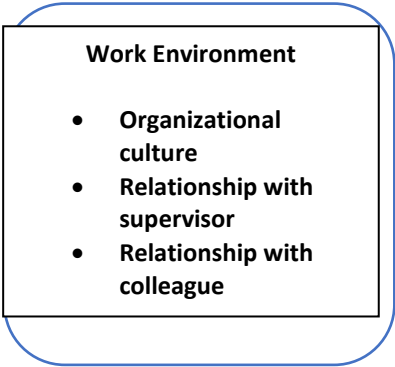 Work Environment
• Organizational
culture
• Relationship with
supervisor
• Relationship with
colleague